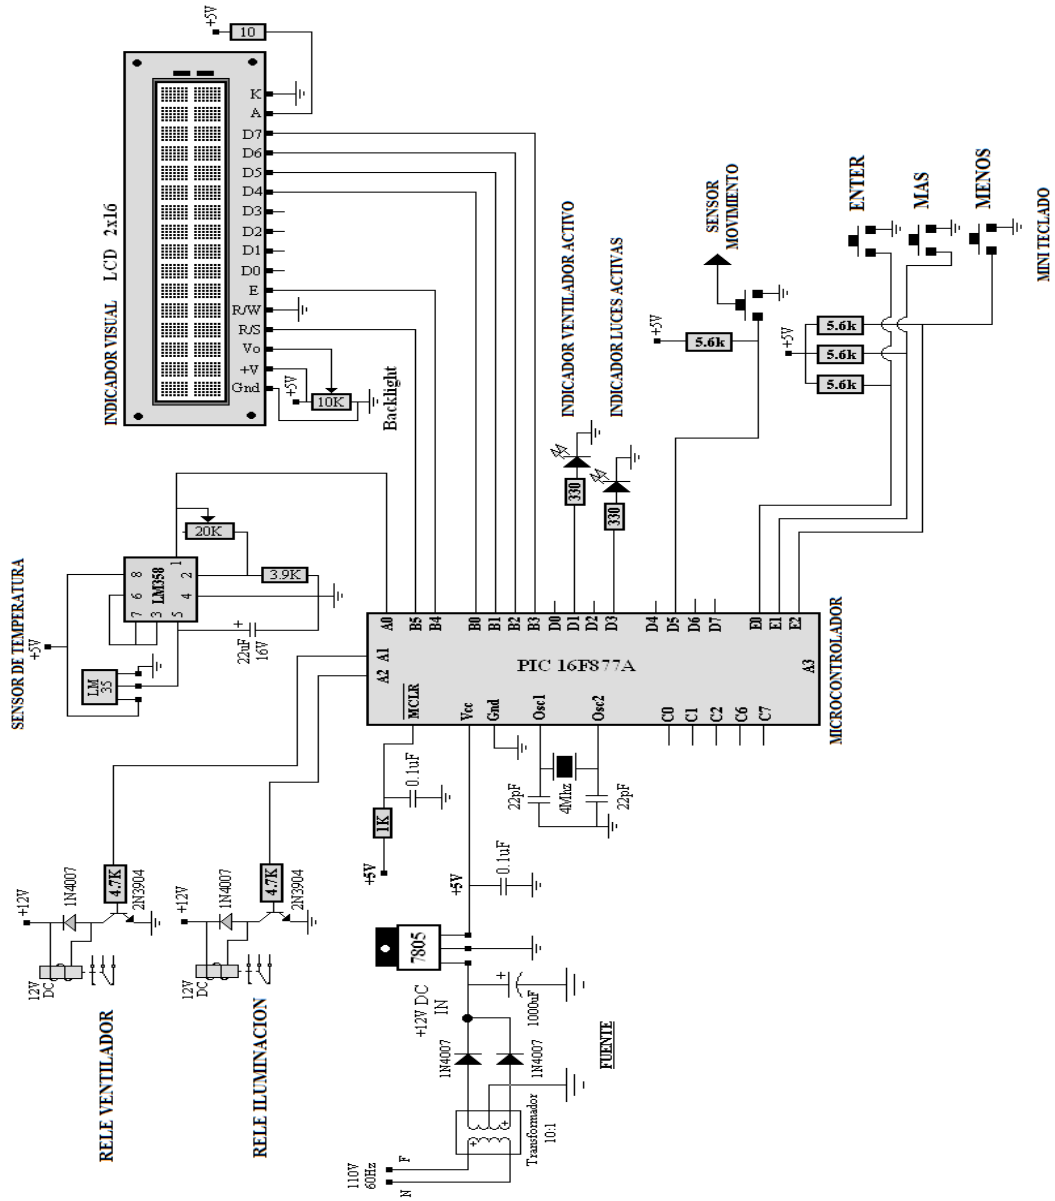 +5V
10
INDICADOR VISUAL LCD 2x16
K
A
D7
D6
D5
D4
D3
D2
D1
D0
E
R/W
R/S
Vo
+V
Gnd
+5V
10K
Backlight
SENSOR DE TEMPERATURA
+5V
LM
35
LM358
8
6
7
3
5
1
2
4
20K
3.9K
22uF
16V
INDICADOR VENTILADOR ACTIVO
330
INDICADOR LUCES ACTIVAS
330
SENSOR
MOVIMIENTO
+5V
5.6k
ENTER
MAS
MENOS
MINI TECLADO
+5V
5.6k
5.6k
5.6k
PIC 16F877A
MICROCONTROLADOR
A0
A1
A2
B5
B4
B0
B1
B2
B3
D0
D1
D2
D3
D4
D5
D6
D7
E0
E1
E2
A3
MCLR
Vcc
Gnd
Osc1
Osc2
C0
C1
C2
C6
C7
1K
+5V
0.1uF
22pF
4Mhz
22pF
+12V
1N4007
4.7K
2N3904
12V
DC
RELE VENTILADOR
+12V
1N4007
4.7K
2N3904
12V
DC
RELE ILUMINACION
+5V
0.1uF
7805
+12V DC
IN
1000uF
1N4007
1N4007
FUENTE
Transformador
10:1
110V
60Hz
F
N